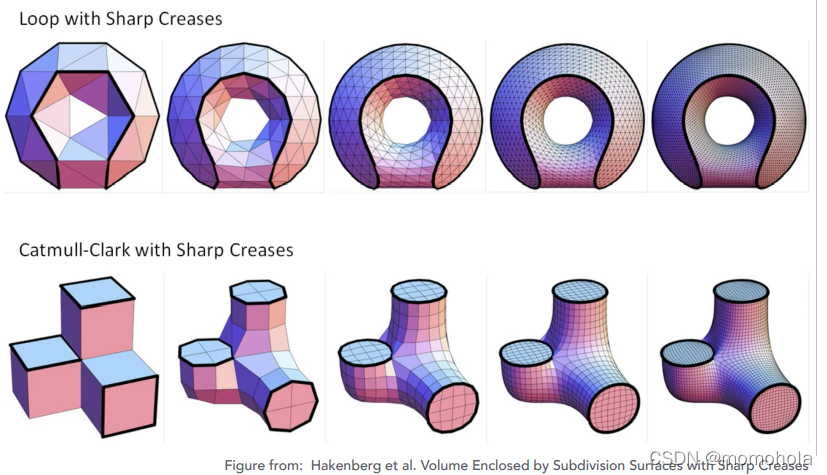 Loop with Sharp Creases
Catmull-Clark with Sharp Creases
Figure from: Hakenberg et al. Volume Enclosed by Subdivision Surfaces with Sharp Creases
CSDN @momohola